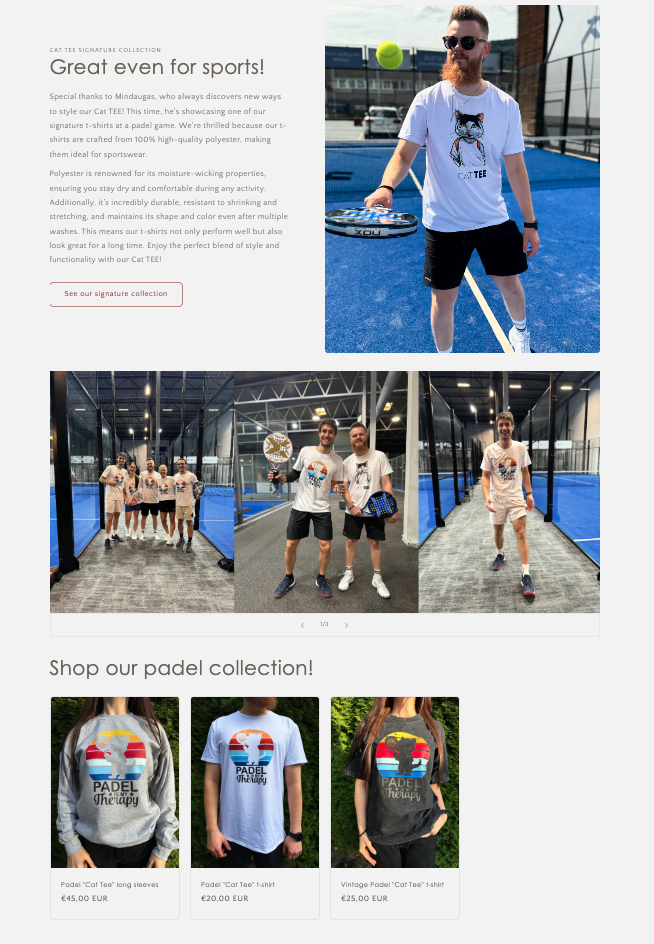 CAT TEE SIGNATURE COLLECTION
Great even for sports!
Special thanks to Mindaugas, who always discovers new ways
to style our Cat TEE! This time, he's showcasing one of our
signature t-shirts at a padel game. We're thrilled because our t-
shirts are crafted from 100% high-quality polyester, making
them ideal for sportswear.
Polyester is renowned for its moisture-wicking properties,
ensuring you stay dry and comfortable during any activity.
Additionally, it's incredibly durable, resistant to shrinking and
stretching, and maintains its shape and color even after multiple
washes. This means our t-shirts not only perform well but also
look great for a long time. Enjoy the perfect blend of style and
functionality with our Cat TEE!
See our signature collection
CATTEE
1/3
Shop our padel collection!
PADEL
IS MY
Therapy
PADEL
IS MY
Therapy
PADEL
IS MY
Therapy
Padel "Cat Tee" long sleeves
€45,00 EUR
Padel "Cat Tee" t-shirt
€20,00 EUR
Vintage Padel "Cat Tee" t-shirt
€25,00 EUR